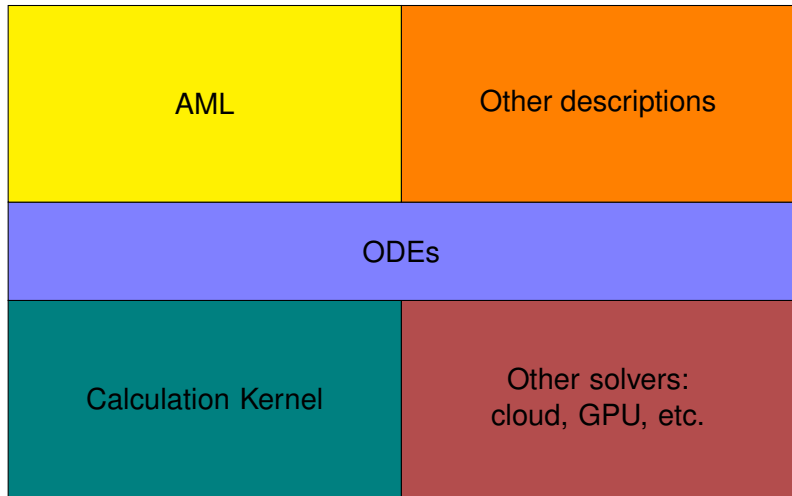 AML
Other descriptions
ODEs
Calculation Kernel
Other solvers:
cloud, GPU, etc.